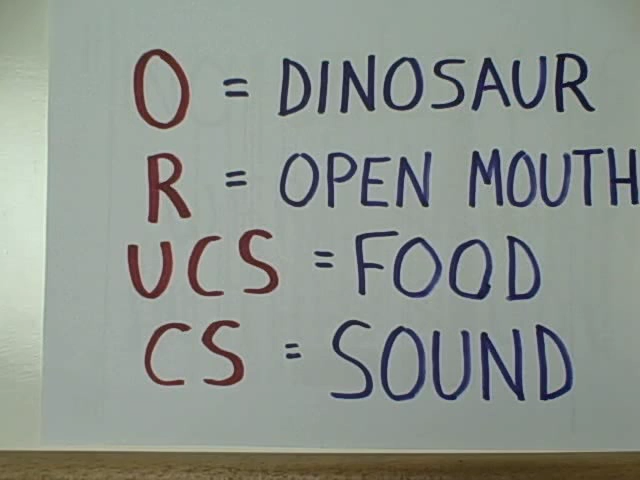 O = DINOSAUR
R = OPEN MOUTH
UCS = FOOD
CS = SOUND